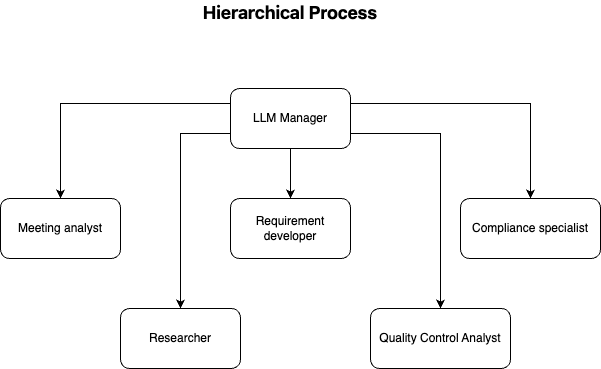 Hierarchical Process
LLM Manager
Meeting analyst
Requirement
developer
Compliance specialist
Researcher
Quality Control Analyst